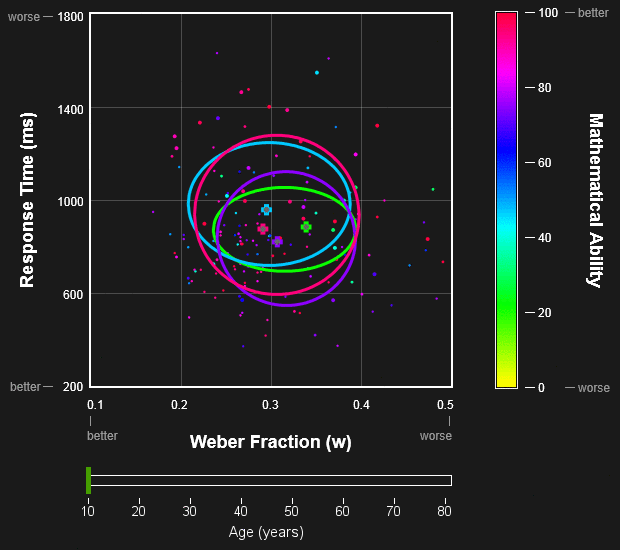 worse
1800
1400
1000
600
better
200
Response Time (ms)
0.1
0.2
0.3
0.4
0.5
better
worse
Weber Fraction (w)
100
80
60
40
20
0
better
worse
Mathematical Ability
10
20
30
40
50
60
70
80
Age (years)